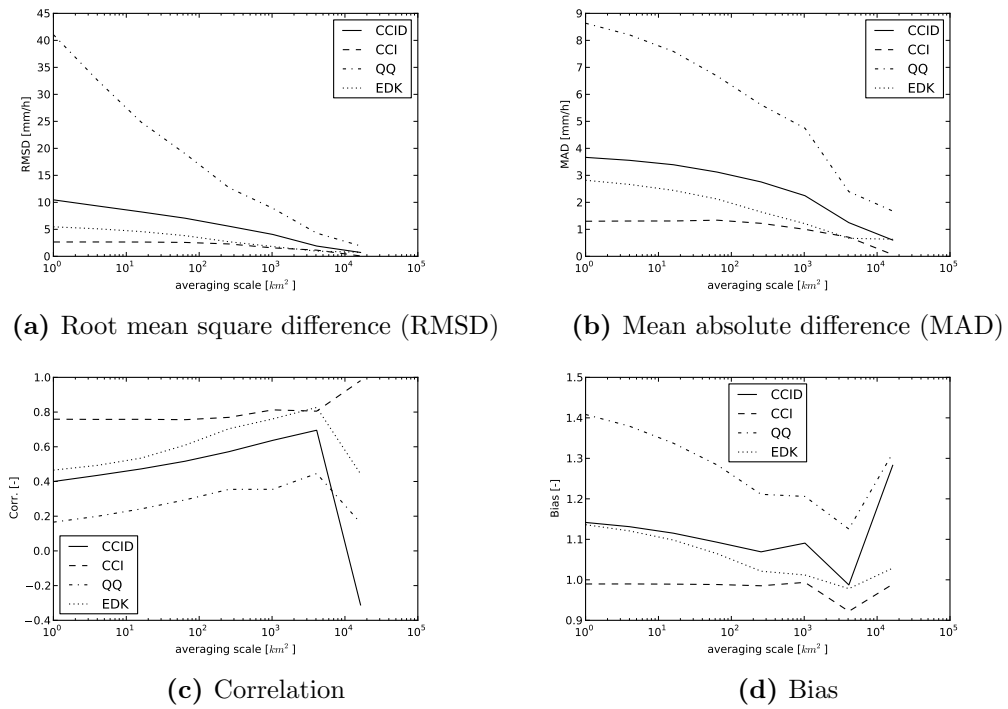 45
40
35
30
25
20
15
10
5
0
RMSD [mm/h]
10^0 10^1 10^2 10^3 10^4 10^5
averaging scale [km^2]
CCID
CCI
QQ
EDK
(a) Root mean square difference (RMSD)
9
8
7
6
5
4
3
2
1
0
MAD [mm/h]
10^0 10^1 10^2 10^3 10^4 10^5
averaging scale [km^2]
CCID
CCI
QQ
EDK
(b) Mean absolute difference (MAD)
1.0
0.8
0.6
0.4
0.2
0.0
−0.2
−0.4
Corr. [-]
10^0 10^1 10^2 10^3 10^4 10^5
averaging scale [km^2]
CCID
CCI
QQ
EDK
(c) Correlation
1.5
1.4
1.3
1.2
1.1
1.0
0.9
Bias [-]
10^0 10^1 10^2 10^3 10^4 10^5
averaging scale [km^2]
CCID
CCI
QQ
EDK
(d) Bias